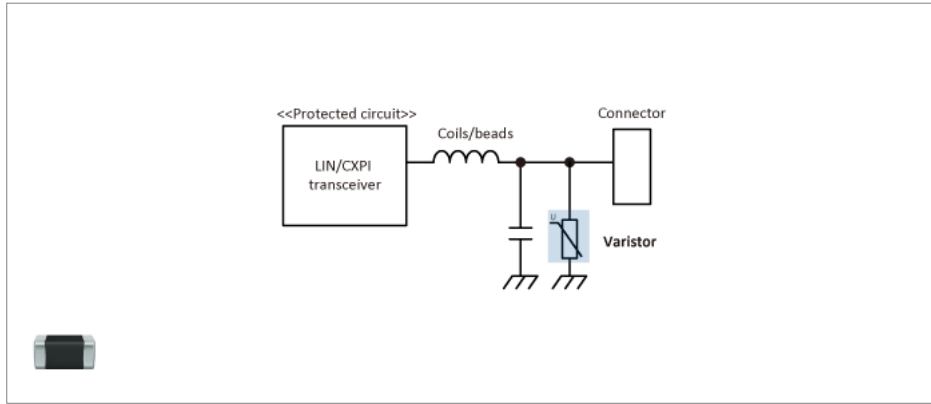 <<Protected circuit>>
Connector
Coils/beads
LIN/CXPI
transceiver
U
Varistor